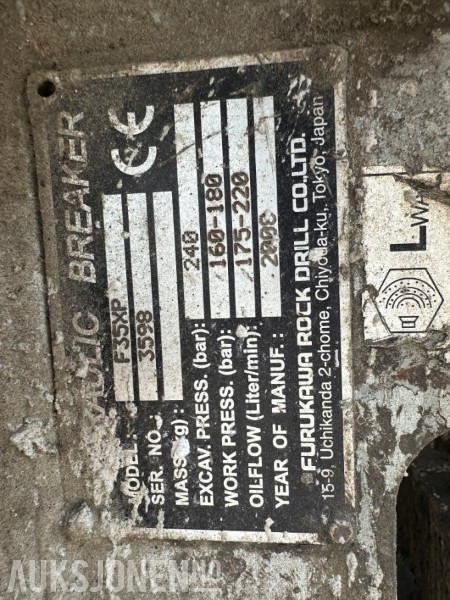 BREAKER
CE
MODEL F35XP
SER. NO. 3598
MASS (kg) :
EXCAV. PRESS. (bar): 240
WORK PRESS. (bar): 160-180
OILFLOW (Liter/min): 175-220
YEAR OF MANUF.:
FURUKAWA ROCK DRILL CO.,LTD.
15-9, Uchikanda 2-chome, Chiyoda-ku, Tokyo, Japan
LWA
AUKSJONEN.NO